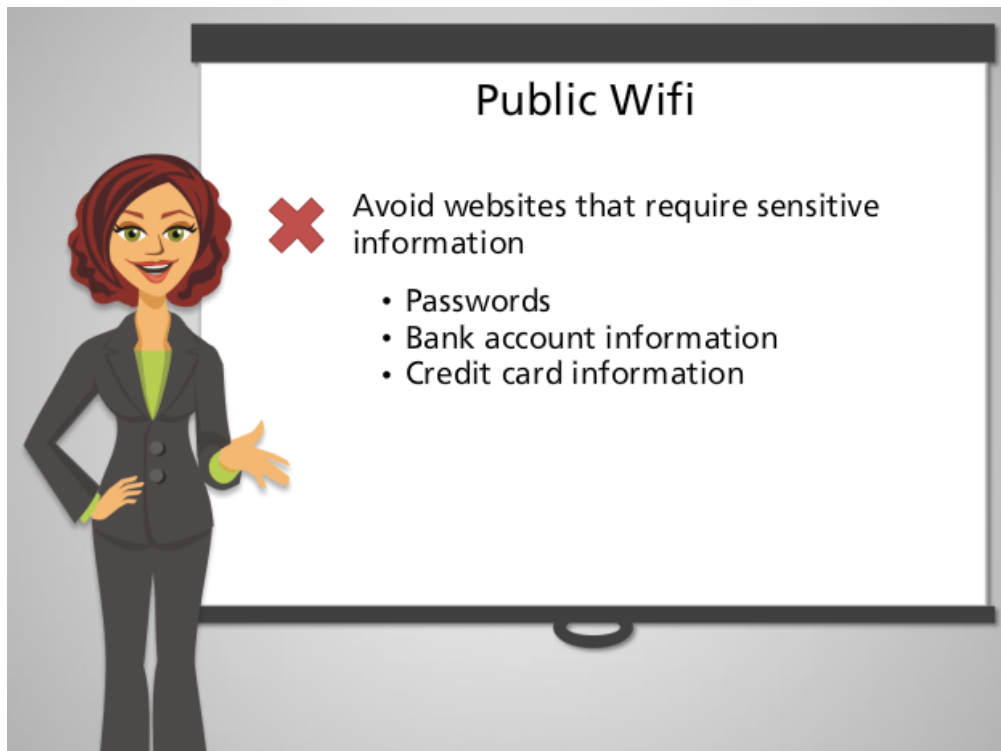 Public Wifi
Avoid websites that require sensitive
information
• Passwords
• Bank account information
• Credit card information